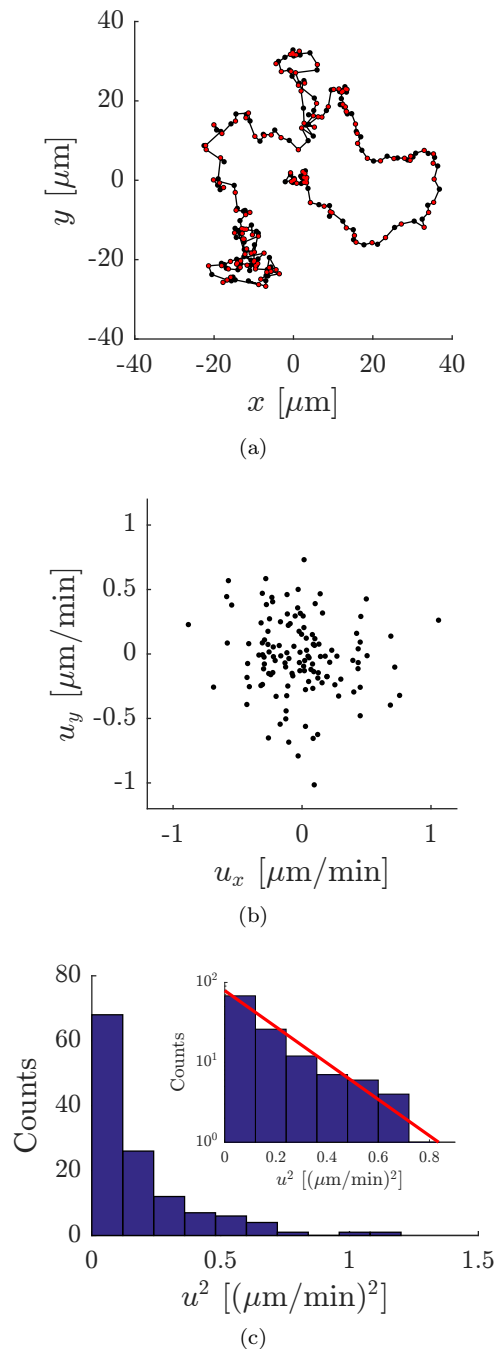 40
20
0
-20
-40
y [μm]
-40 -20 0 20 40
x [μm]
(a)
1
0.5
0
-0.5
-1
u_y [μm/min]
-1 0 1
u_x [μm/min]
(b)
80
60
40
20
0
Counts
10^2
10^1
10^0
Counts
0 0.2 0.4 0.6 0.8
u^2 [(μm/min)^2]
0 0.5 1 1.5
u^2 [(μm/min)^2]
(c)